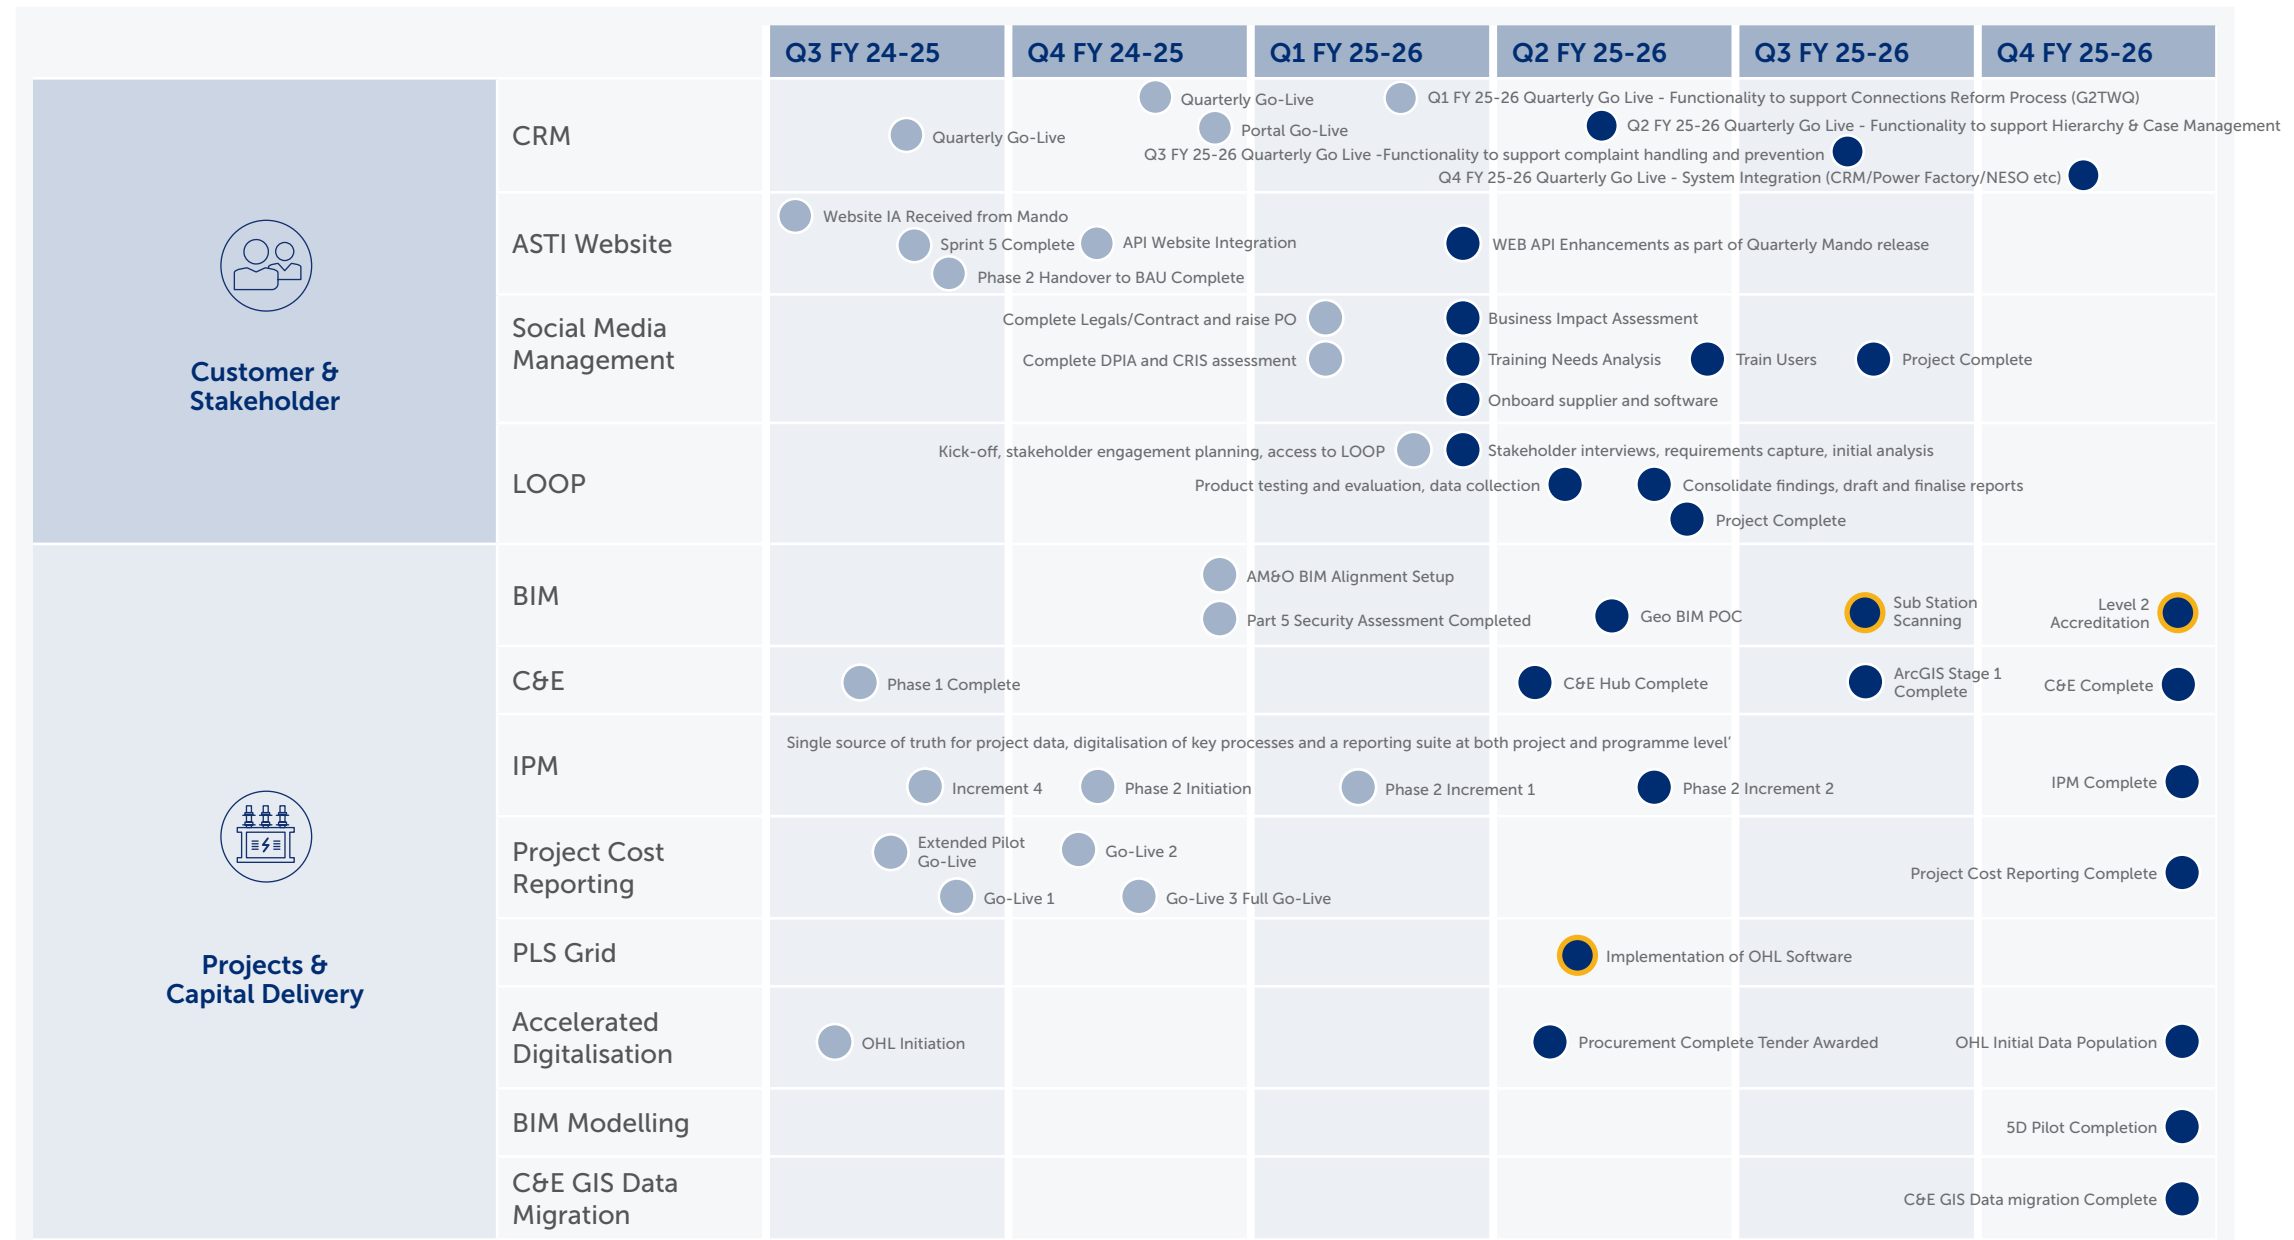 Q3 FY 24-25
Q4 FY 24-25
Q1 FY 25-26
Q2 FY 25-26
Q3 FY 25-26
Q4 FY 25-26
Customer &
Stakeholder
CRM
Quarterly Go-Live
Quarterly Go-Live
Portal Go-Live
Q1 FY 25-26 Quarterly Go Live - Functionality to support Connections Reform Process (G2TWQ)
Q2 FY 25-26 Quarterly Go Live - Functionality to support Hierarchy & Case Management
Q3 FY 25-26 Quarterly Go Live -Functionality to support complaint handling and prevention
Q4 FY 25-26 Quarterly Go Live - System Integration (CRM/Power Factory/NESO etc)
ASTI Website
Website IA Received from Mando
Sprint 5 Complete
API Website Integration
WEB API Enhancements as part of Quarterly Mando release
Phase 2 Handover to BAU Complete
Social Media
Management
Complete Legals/Contract and raise PO
Business Impact Assessment
Complete DPIA and CRIS assessment
Training Needs Analysis
Train Users
Project Complete
Onboard supplier and software
LOOP
Kick-off, stakeholder engagement planning, access to LOOP
Stakeholder interviews, requirements capture, initial analysis
Product testing and evaluation, data collection
Consolidate findings, draft and finalise reports
Project Complete
Projects &
Capital Delivery
BIM
AM&O BIM Alignment Setup
Part 5 Security Assessment Completed
Geo BIM POC
Sub Station
Scanning
Level 2
Accreditation
C&E
Phase 1 Complete
C&E Hub Complete
ArcGIS Stage 1
Complete
C&E Complete
IPM
Single source of truth for project data, digitalisation of key processes and a reporting suite at both project and programme level’
Increment 4
Phase 2 Initiation
Phase 2 Increment 1
Phase 2 Increment 2
IPM Complete
Project Cost
Reporting
Extended Pilot
Go-Live
Go-Live 2
Go-Live 1
Go-Live 3 Full Go-Live
Project Cost Reporting Complete
PLS Grid
Implementation of OHL Software
Accelerated
Digitalisation
OHL Initiation
Procurement Complete Tender Awarded
OHL Initial Data Population
BIM Modelling
5D Pilot Completion
C&E GIS Data
Migration
C&E GIS Data migration Complete